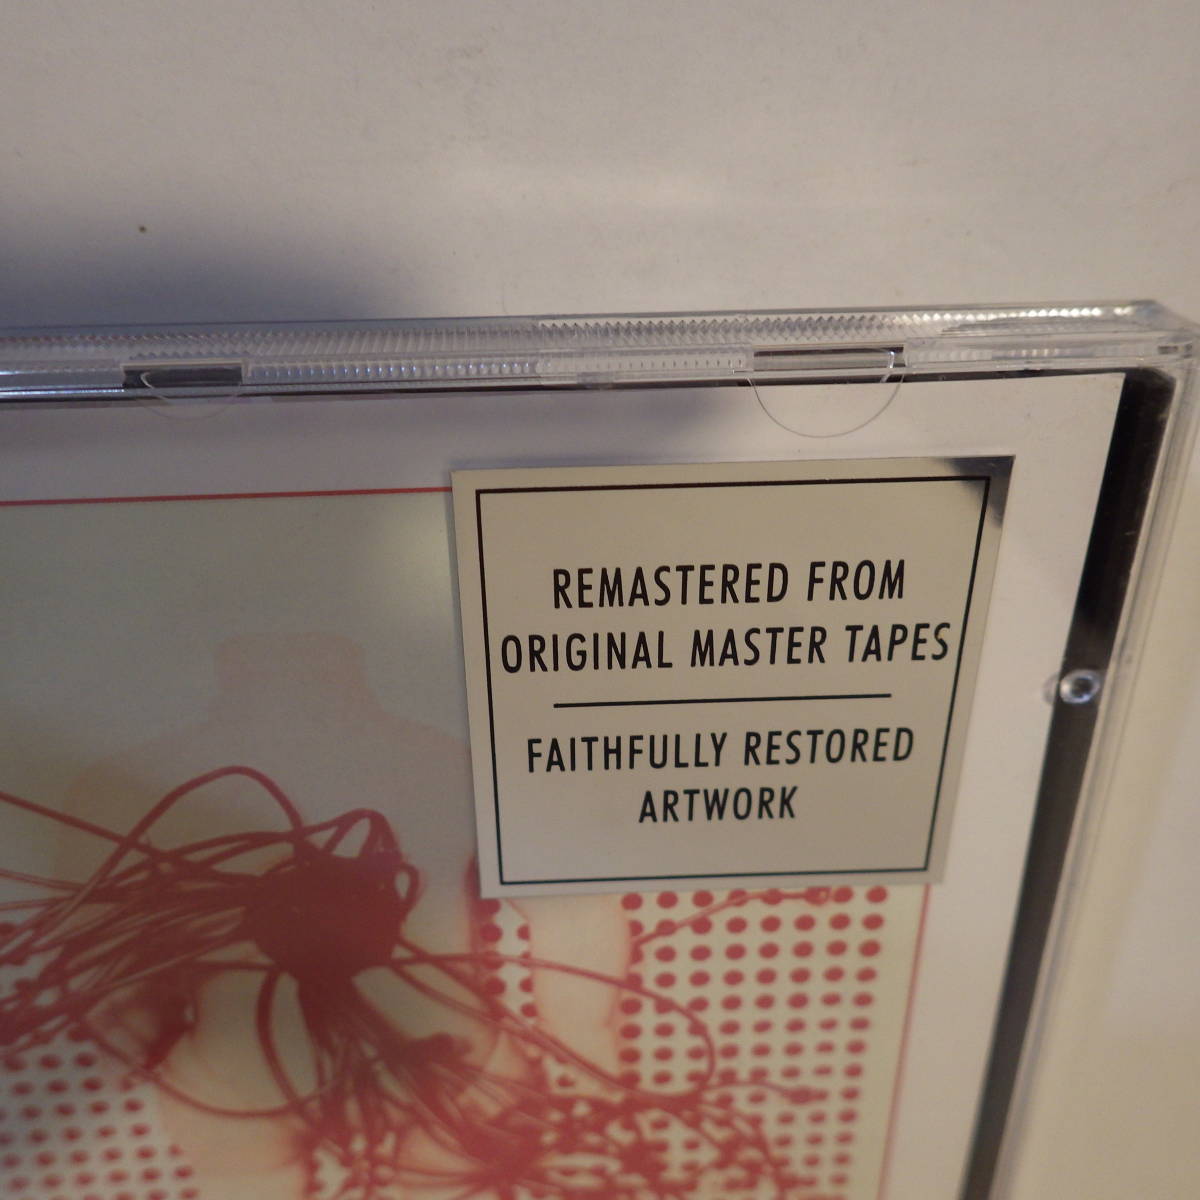 REMASTERED FROM
ORIGINAL MASTER TAPES
FAITHFULLY RESTORED
ARTWORK